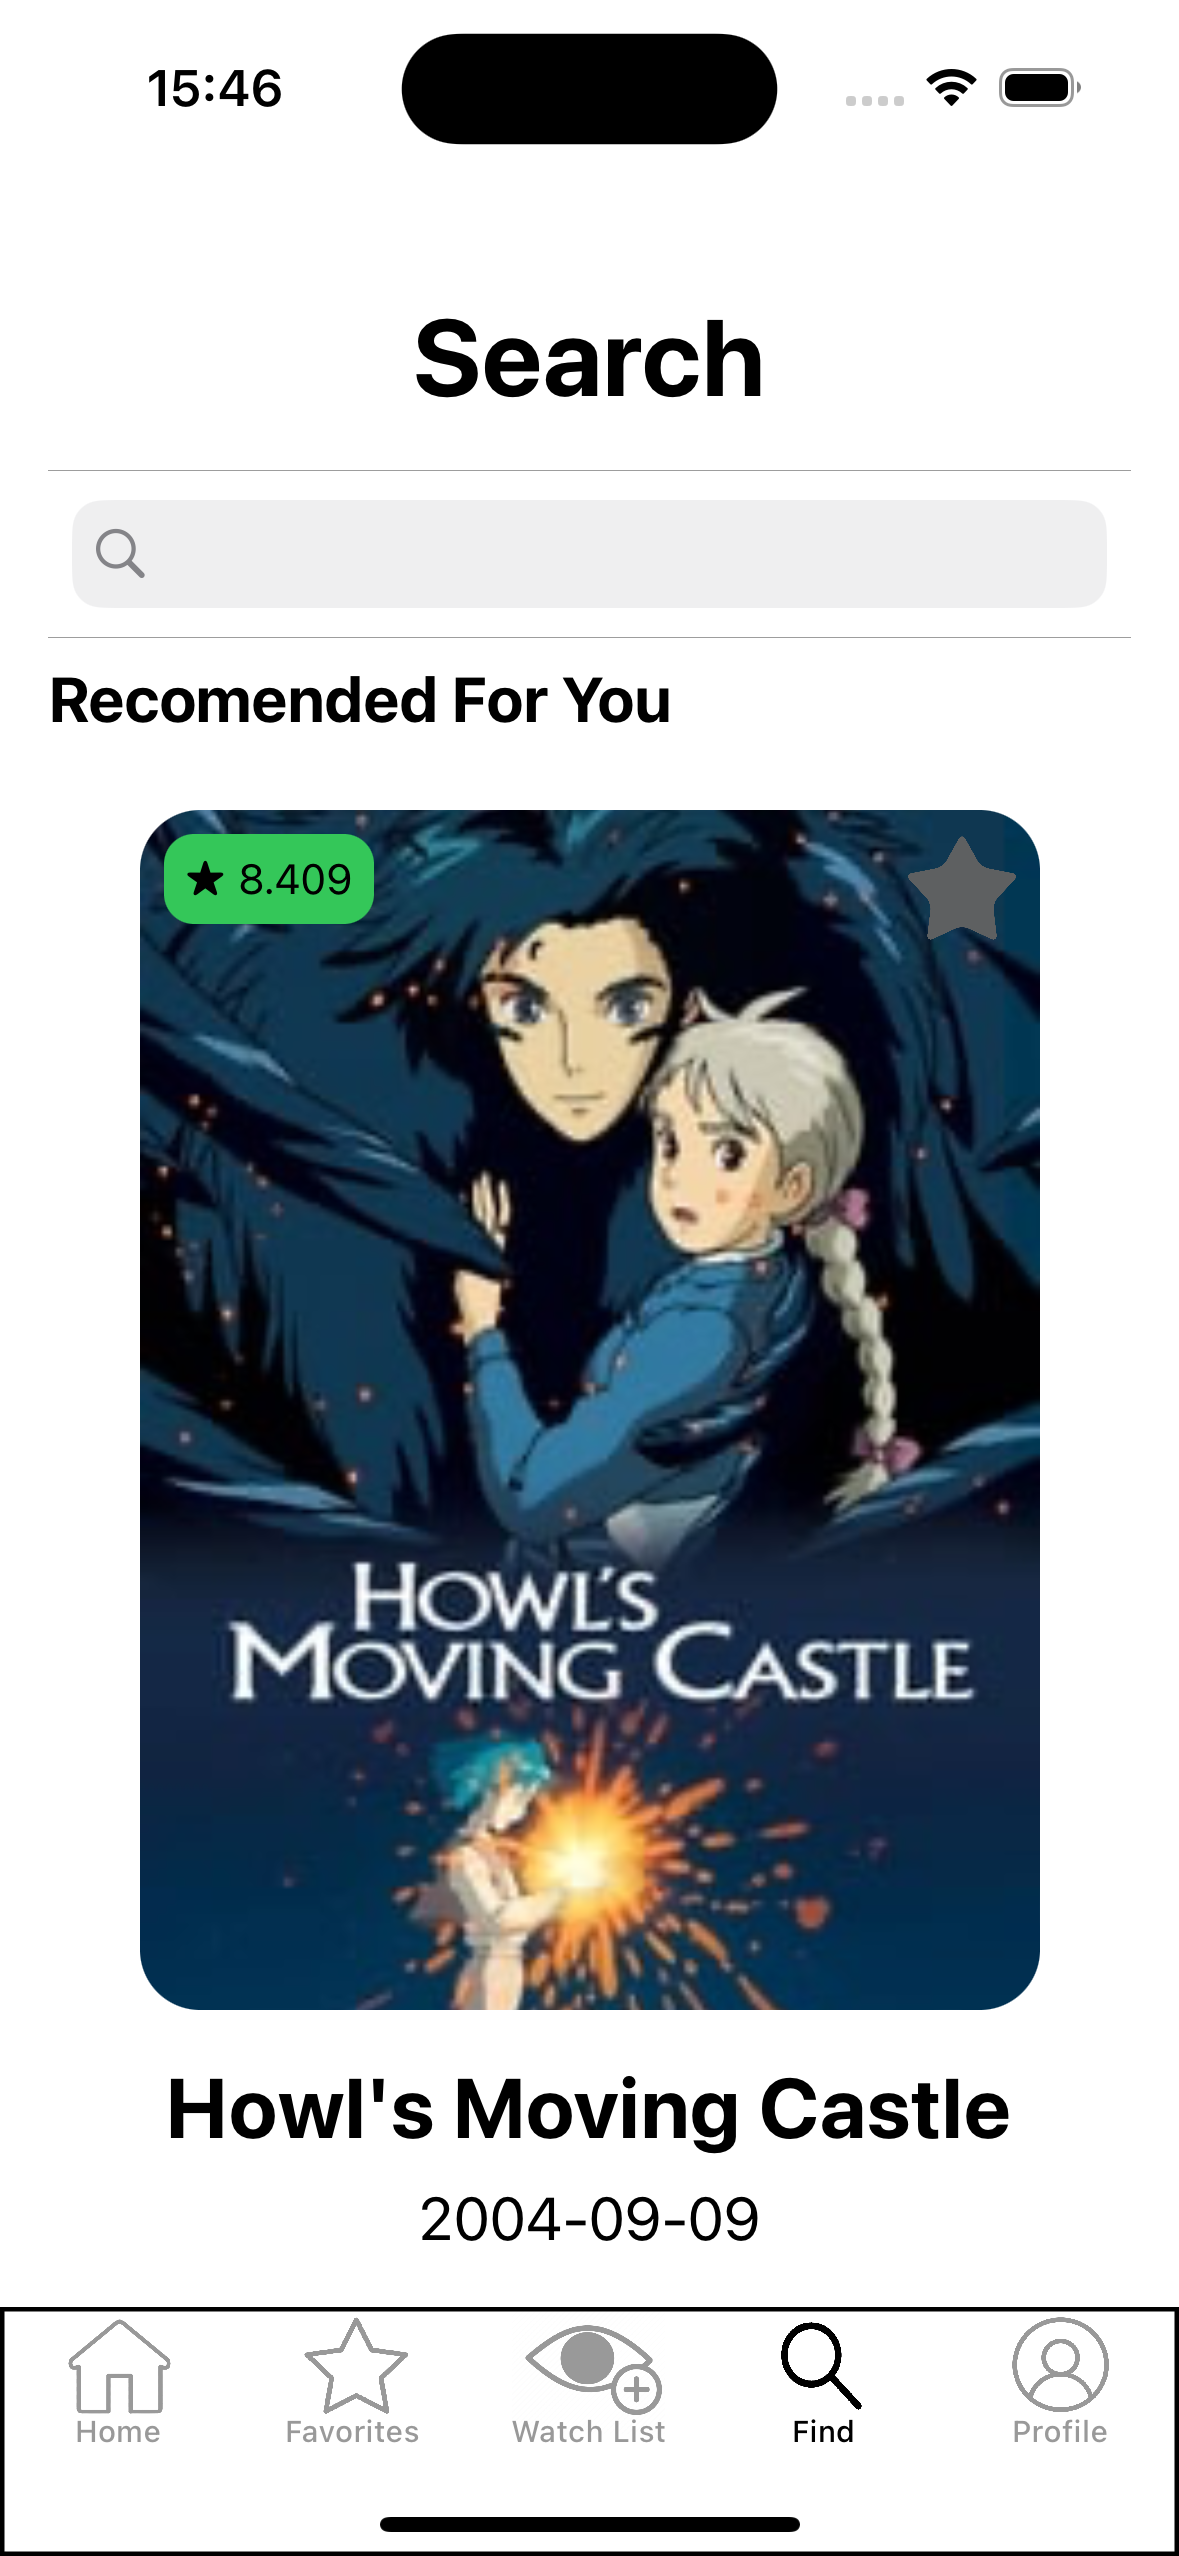 15:46
Search
Recomended For You
8.409
HOWL'S
MOVING CASTLE
Howl's Moving Castle
2004-09-09
Home Favorites Watch List Find Profile